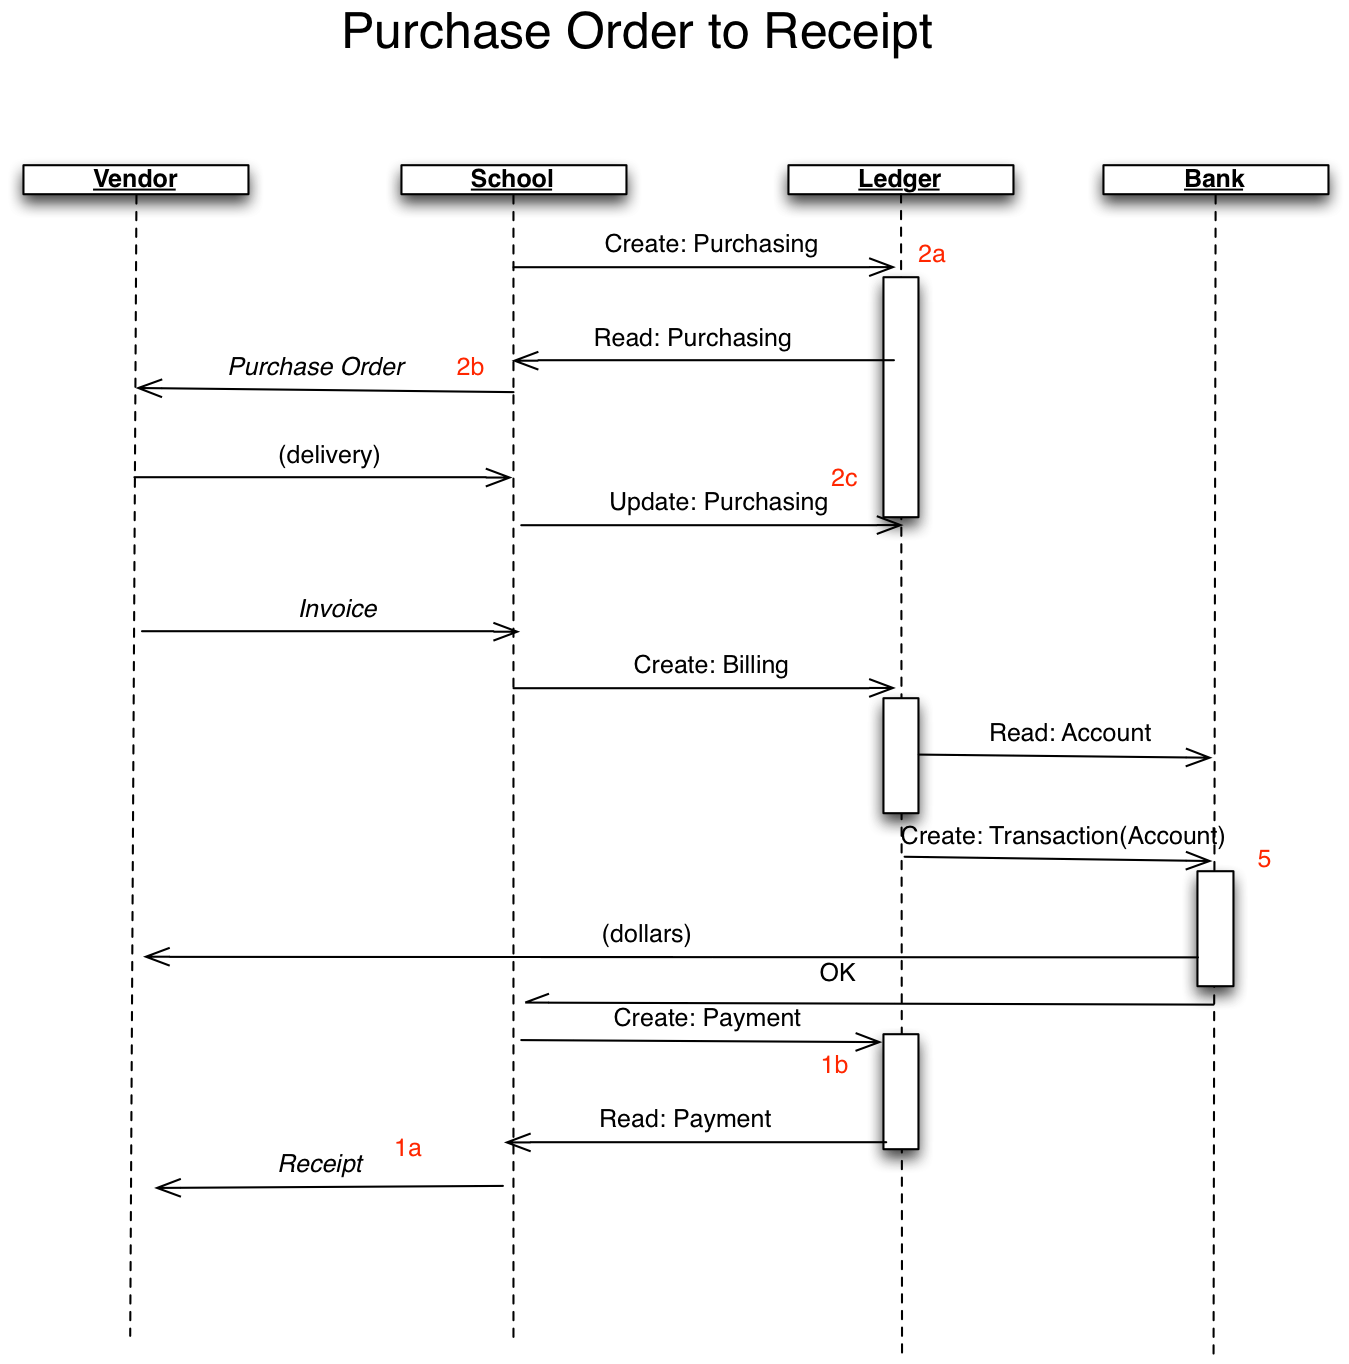 Purchase Order to Receipt
Vendor
School
Ledger
Bank
Create: Purchasing
2a
Read: Purchasing
Purchase Order
2b
(delivery)
2c
Update: Purchasing
Invoice
Create: Billing
Read: Account
Create: Transaction(Account)
5
(dollars)
OK
Create: Payment
1b
Read: Payment
1a
Receipt